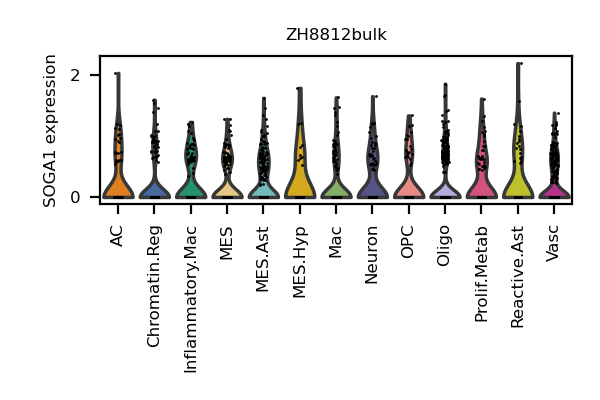 ZH8812bulk
SOGA1 expression
2
0
AC
Chromatin.Reg
Inflammatory.Mac
MES
MES.Ast
MES.Hyp
Mac
Neuron
OPC
Oligo
Prolif.Metab
Reactive.Ast
Vasc